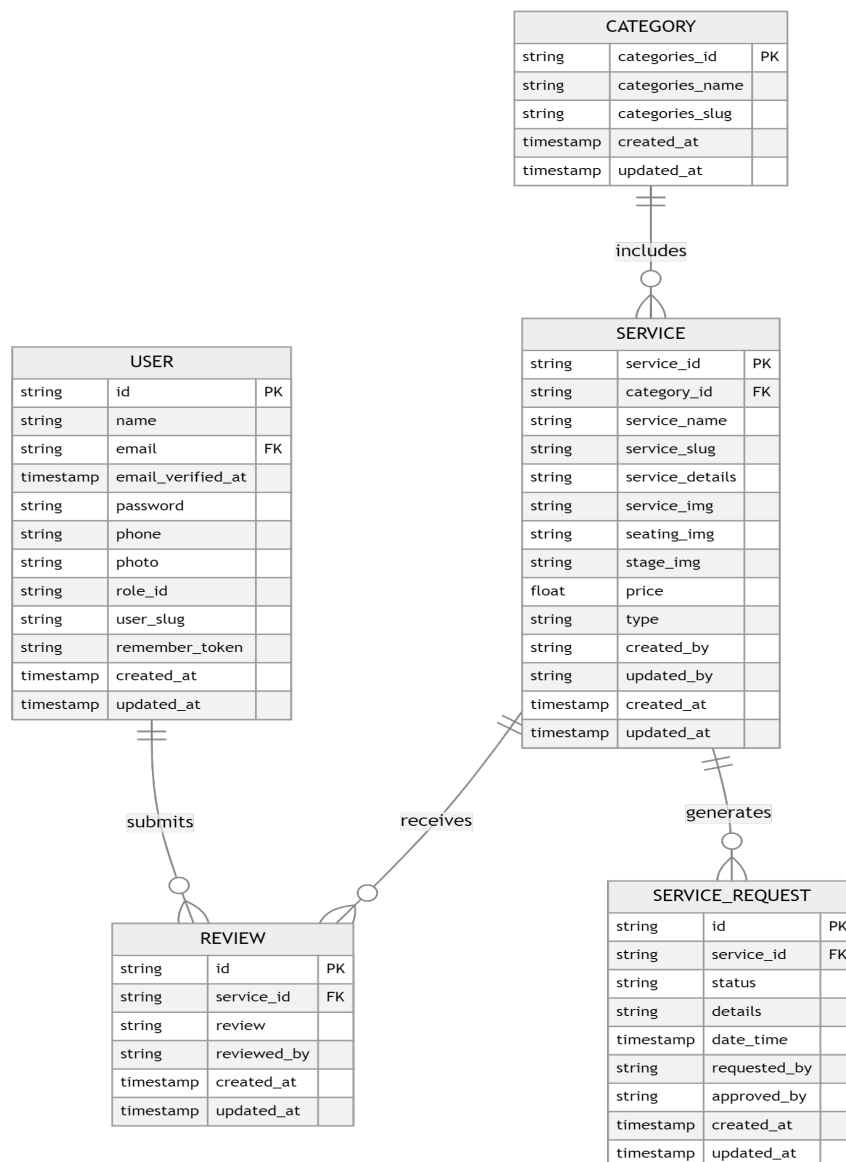 CATEGORY
string categories_id PK
string categories_name
string categories_slug
timestamp created_at
timestamp updated_at
includes
SERVICE
string service_id PK
string category_id FK
string service_name
string service_slug
string service_details
string service_img
string seating_img
string stage_img
float price
string type
string created_by
string updated_by
timestamp created_at
timestamp updated_at
USER
string id PK
string name
string email FK
timestamp email_verified_at
string password
string phone
string photo
string role_id
string user_slug
string remember_token
timestamp created_at
timestamp updated_at
submits
receives
generates
REVIEW
string id PK
string service_id FK
string review
string reviewed_by
timestamp created_at
timestamp updated_at
SERVICE_REQUEST
string id PK
string service_id FK
string status
string details
timestamp date_time
string requested_by
string approved_by
timestamp created_at
timestamp updated_at